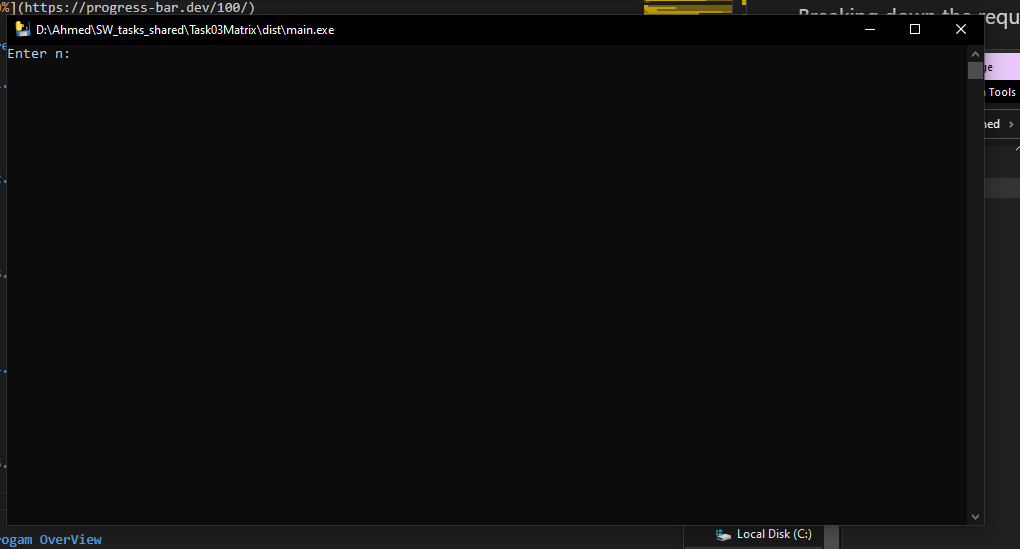 %](https://progress-bar.dev/100/)
Breaking down the requ
D:\Ahmed\SW_tasks_shared\Task03Matrix\dist\main.exe
Enter n:
ge
Tools
ned
Local Disk (C:)
ogam OverView